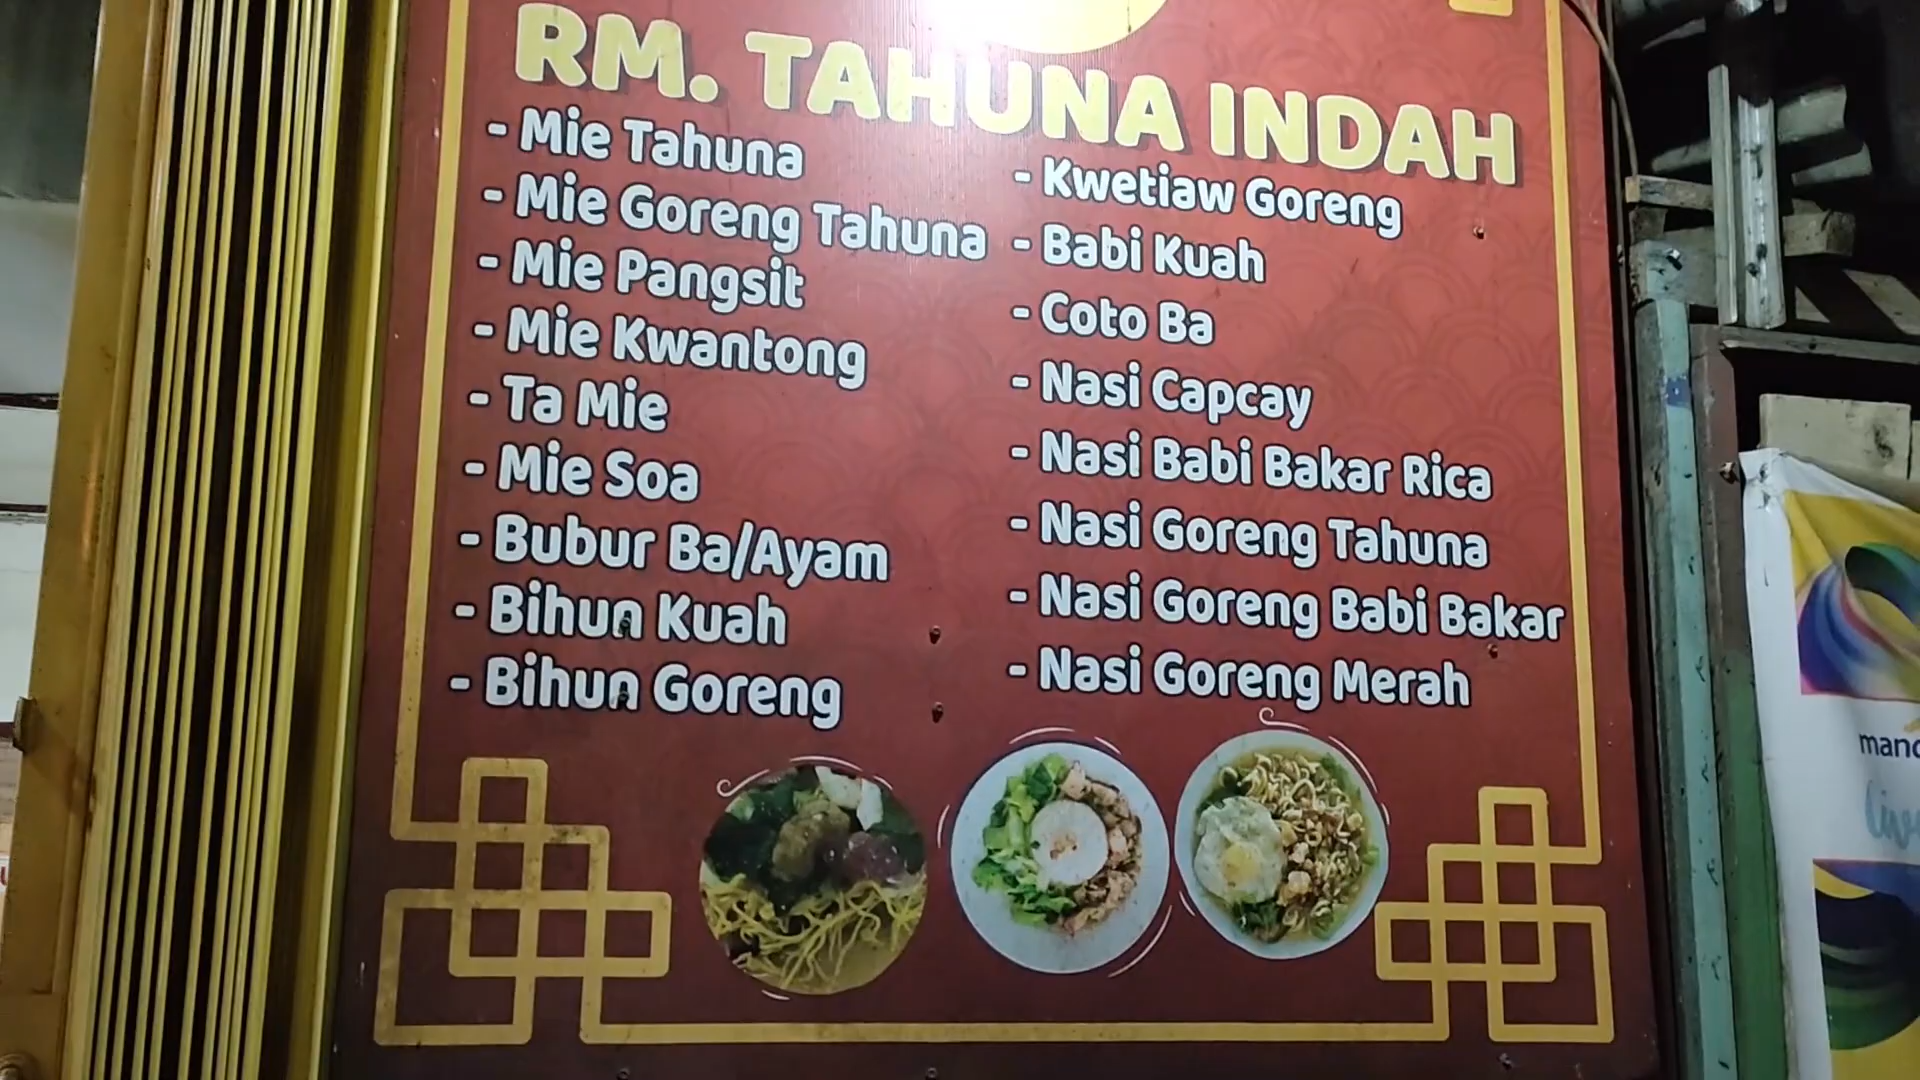 RM. TAHUNA INDAH
- Mie Tahuna
- Mie Goreng Tahuna
- Mie Pangsit
- Mie Kwantong
- Ta Mie
- Mie Soa
- Bubur Ba/Ayam
- Bihun Kuah
- Bihun Goreng
- Kwetiaw Goreng
- Babi Kuah
- Coto Ba
- Nasi Capcay
- Nasi Babi Bakar Rica
- Nasi Goreng Tahuna
- Nasi Goreng Babi Bakar
- Nasi Goreng Merah